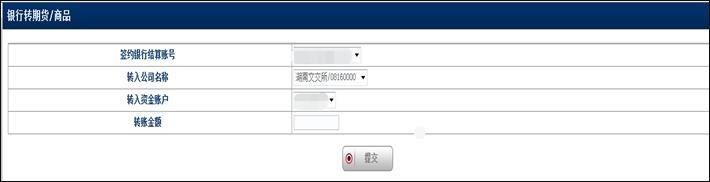 银行转期货/商品
签约银行结算账号
转入公司名称
湖南文交所/08160000
转入资金账户
转账金额
提交